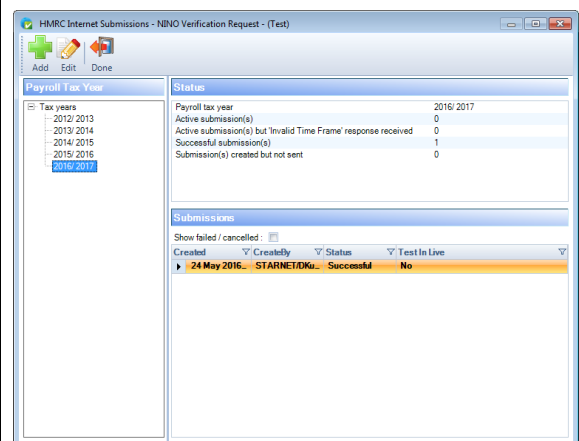 HMRC Internet Submissions - NINO Verification Request - (Test)
Add Edit Done
Payroll Tax Year
Tax years
2012/ 2013
2013/ 2014
2014/ 2015
2015/ 2016
2016/ 2017
Status
Payroll tax year 2016/ 2017
Active submission(s) 0
Active submission(s) but 'Invalid Time Frame' response received 0
Successful submission(s) 1
Submission(s) created but not sent 0
Submissions
Show failed / cancelled :
Created CreateBy Status Test In Live
24 May 2016... STARNET/DKu... Successful No